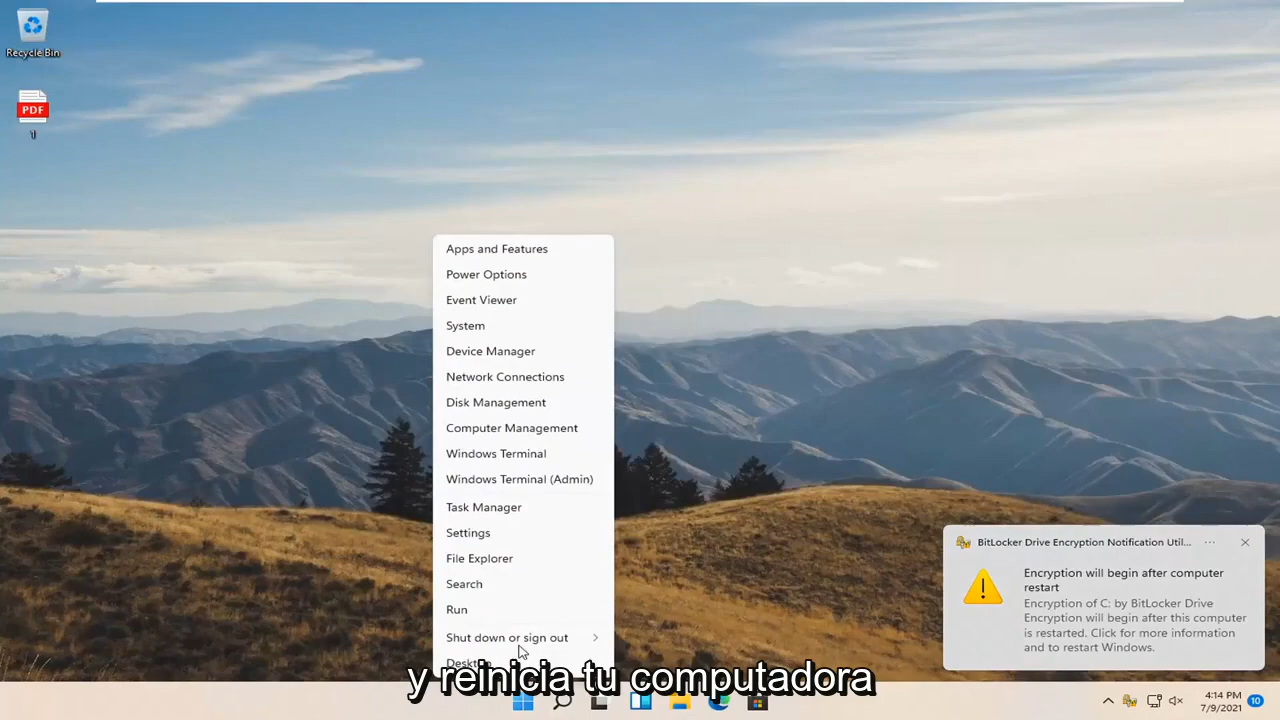 Recycle Bin
PDF
1
Apps and Features
Power Options
Event Viewer
System
Device Manager
Network Connections
Disk Management
Computer Management
Windows Terminal
Windows Terminal (Admin)
Task Manager
Settings
File Explorer
Search
Run
Shut down or sign out
Desktop
BitLocker Drive Encryption Notification Util...
Encryption will begin after computer
restart
Encryption of C: by BitLocker Drive
Encryption will begin after this computer
is restarted. Click for more information
and to restart Windows.
y reinicia tu computadora
4:14 PM
7/9/2021
10